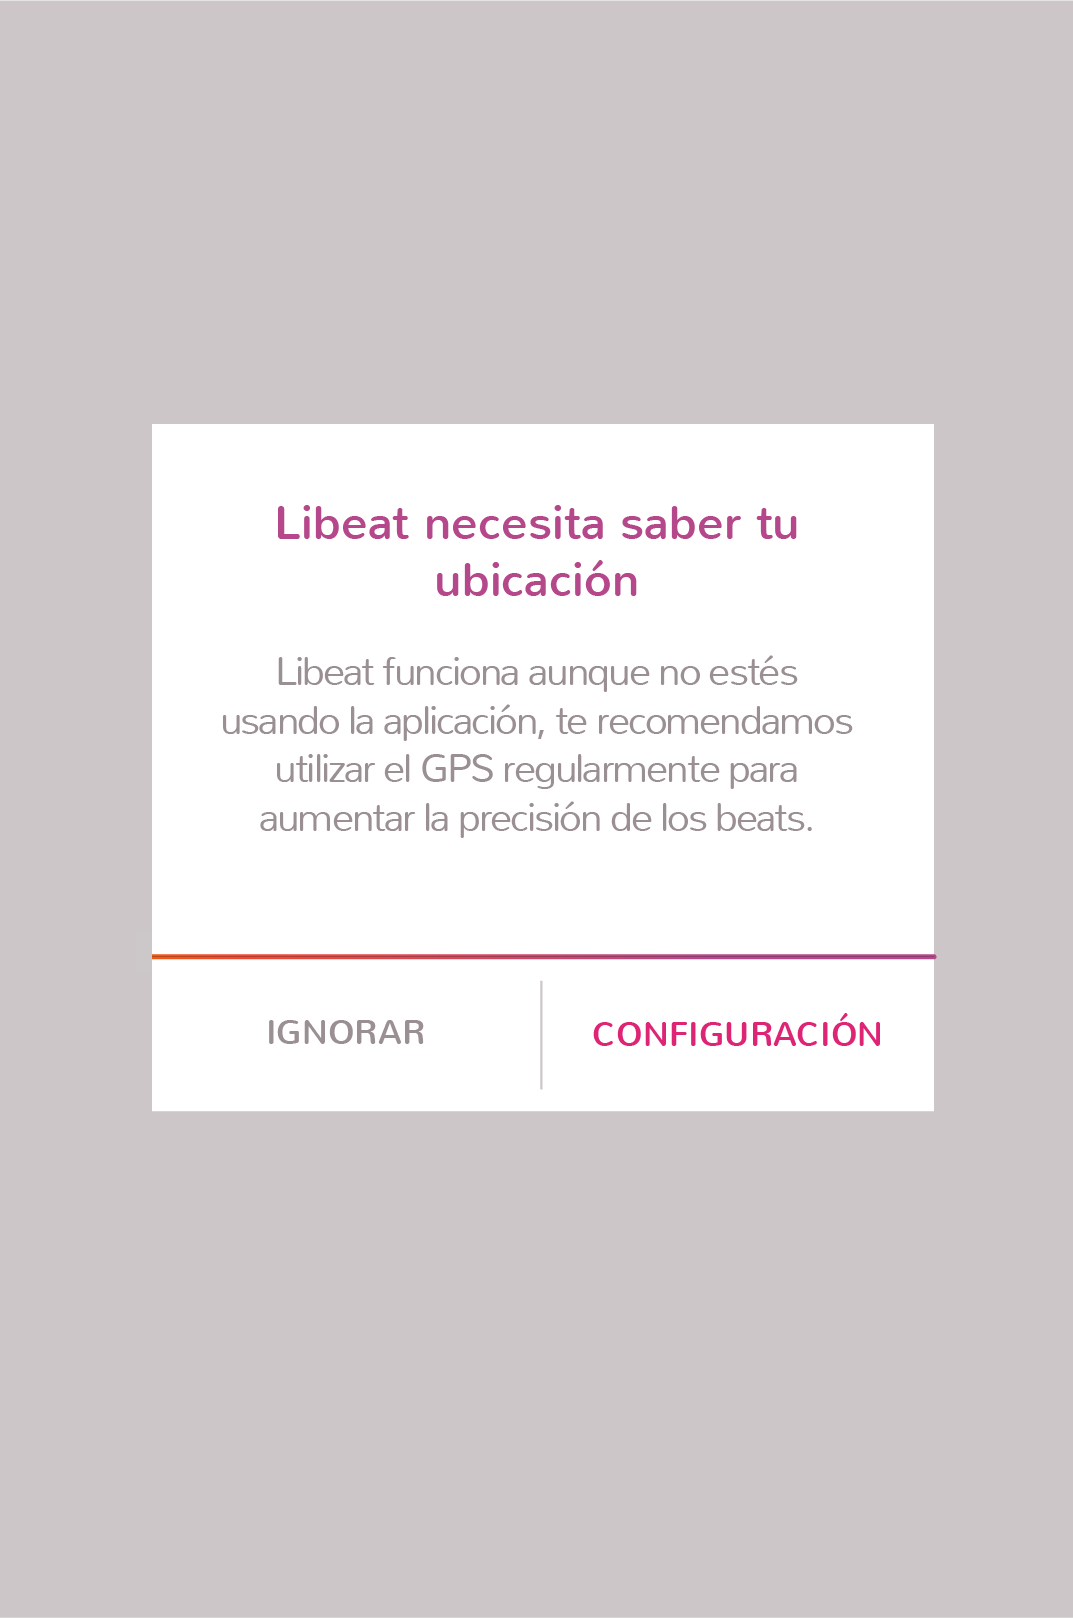 Libeat necesita saber tu
ubicación
Libeat funciona aunque no estés
usando la aplicación, te recomendamos
utilizar el GPS regularmente para
aumentar la precisión de los beats.
IGNORAR
CONFIGURACIÓN